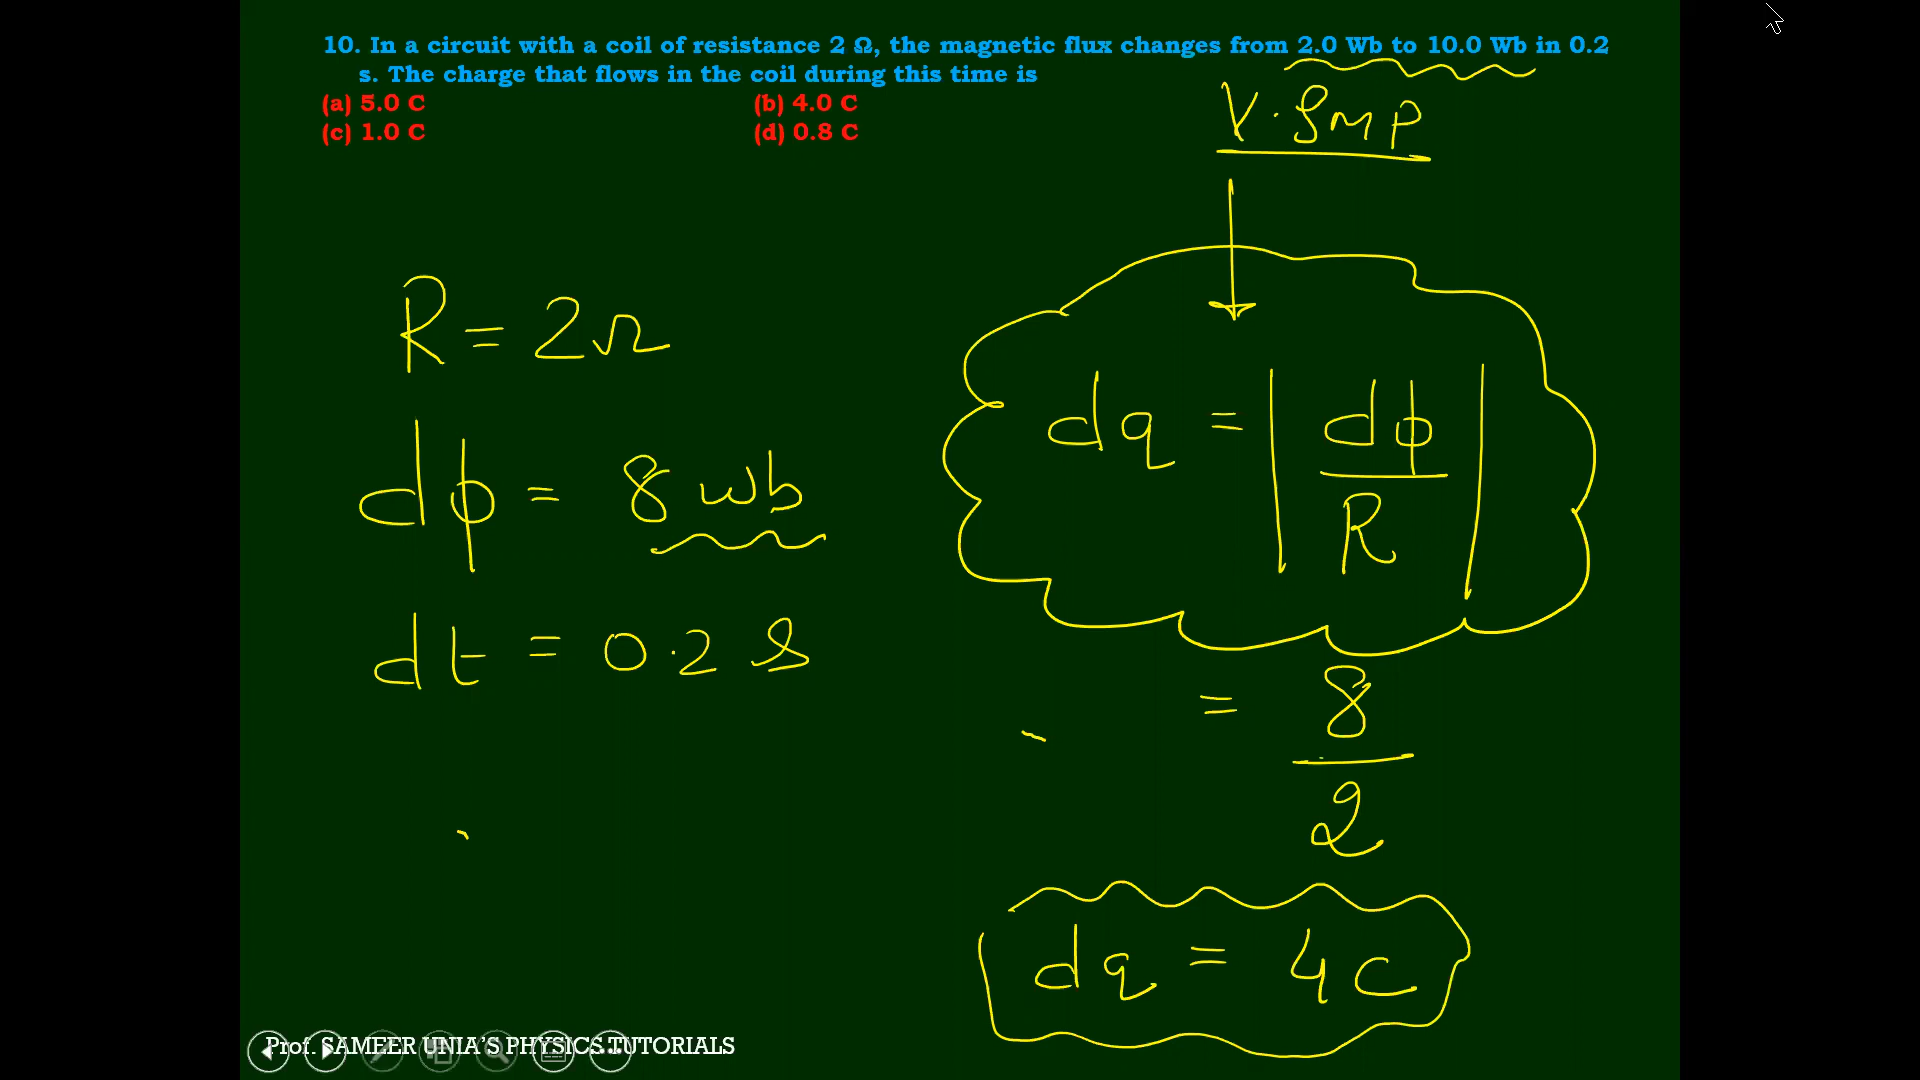 10. In a circuit with a coil of resistance 2 Ω, the magnetic flux changes from 2.0 Wb to 10.0 Wb in 0.2
s. The charge that flows in the coil during this time is
(a) 5.0 C (b) 4.0 C
(c) 1.0 C (d) 0.8 C
V. Imp
R = 2Ω
dϕ = 8 wb
dt = 0.2 s
dq = | dϕ / R |
= 8 / 2
dq = 4 C
Prof. SAMEER UNIA'S PHYSICS TUTORIALS